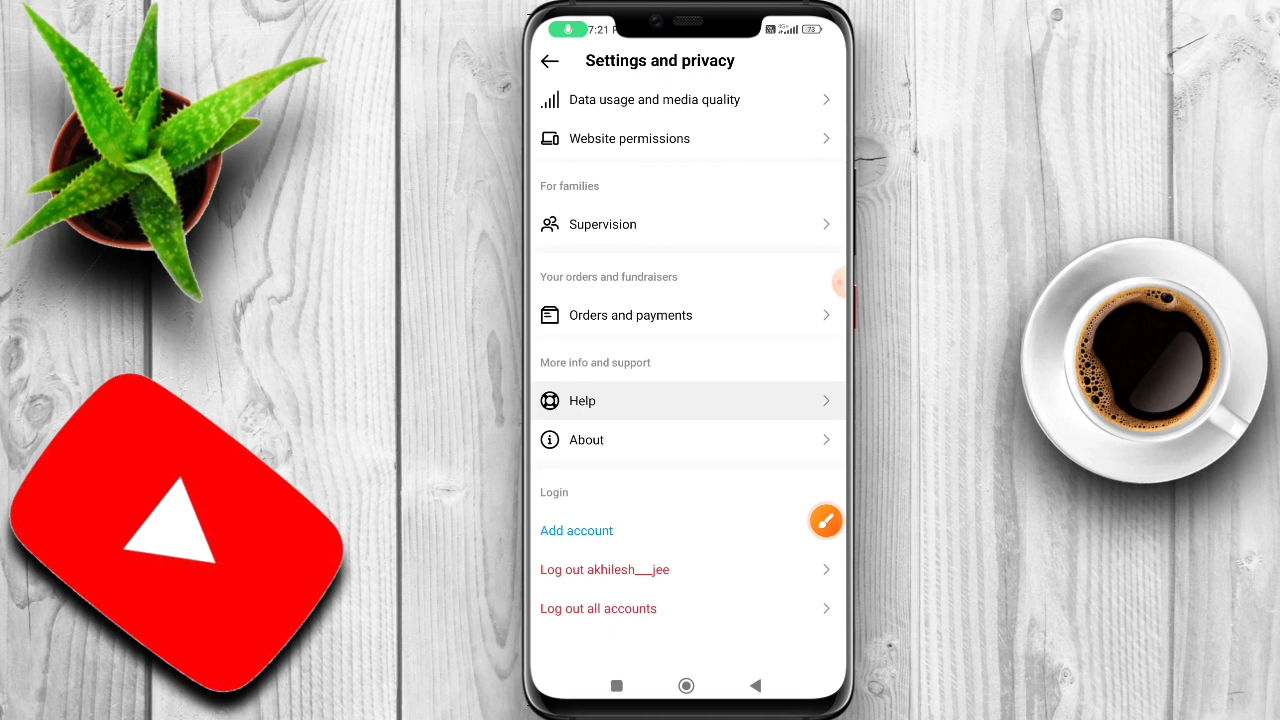 7:21
4G+
73
Settings and privacy
Data usage and media quality
Website permissions
For families
Supervision
Your orders and fundraisers
Orders and payments
More info and support
Help
About
Login
Add account
Log out akhilesh___jee
Log out all accounts